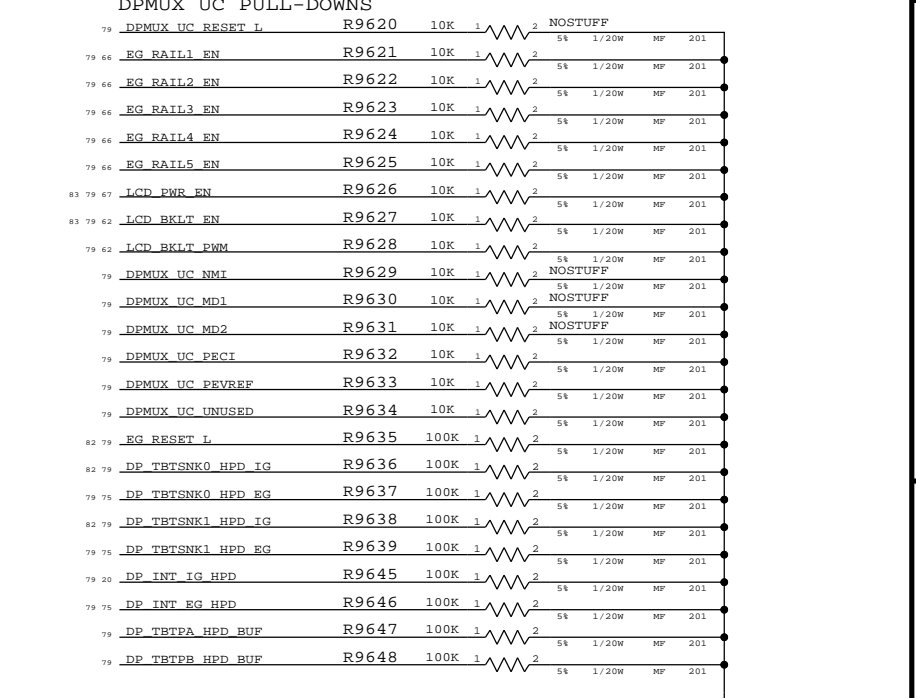 DPMUX UC PULL-DOWNS
79 DPMUX_UC_RESET_L R9620 10K 1 2 NOSTUFF
5% 1/20W MF 201
79 66 EG_RAIL1_EN R9621 10K 1 2
5% 1/20W MF 201
79 66 EG_RAIL2_EN R9622 10K 1 2
5% 1/20W MF 201
79 66 EG_RAIL3_EN R9623 10K 1 2
5% 1/20W MF 201
79 66 EG_RAIL4_EN R9624 10K 1 2
5% 1/20W MF 201
79 66 EG_RAIL5_EN R9625 10K 1 2
5% 1/20W MF 201
83 79 67 LCD_PWR_EN R9626 10K 1 2
5% 1/20W MF 201
83 79 62 LCD_BKLT_EN R9627 10K 1 2
5% 1/20W MF 201
79 62 LCD_BKLT_PWM R9628 10K 1 2
5% 1/20W MF 201
79 DPMUX_UC_NMI R9629 10K 1 2 NOSTUFF
5% 1/20W MF 201
79 DPMUX_UC_MD1 R9630 10K 1 2 NOSTUFF
5% 1/20W MF 201
79 DPMUX_UC_MD2 R9631 10K 1 2 NOSTUFF
5% 1/20W MF 201
79 DPMUX_UC_PECI R9632 10K 1 2
5% 1/20W MF 201
79 DPMUX_UC_PEVREF R9633 10K 1 2
5% 1/20W MF 201
79 DPMUX_UC_UNUSED R9634 10K 1 2
5% 1/20W MF 201
82 79 EG_RESET_L R9635 100K 1 2
5% 1/20W MF 201
82 79 DP_TBTSNK0_HPD_IG R9636 100K 1 2
5% 1/20W MF 201
79 75 DP_TBTSNK0_HPD_EG R9637 100K 1 2
5% 1/20W MF 201
82 79 DP_TBTSNK1_HPD_IG R9638 100K 1 2
5% 1/20W MF 201
79 75 DP_TBTSNK1_HPD_EG R9639 100K 1 2
5% 1/20W MF 201
79 20 DP_INT_IG_HPD R9645 100K 1 2
5% 1/20W MF 201
79 75 DP_INT_EG_HPD R9646 100K 1 2
5% 1/20W MF 201
79 DP_TBTPA_HPD_BUF R9647 100K 1 2
5% 1/20W MF 201
79 DP_TBTPB_HPD_BUF R9648 100K 1 2
5% 1/20W MF 201